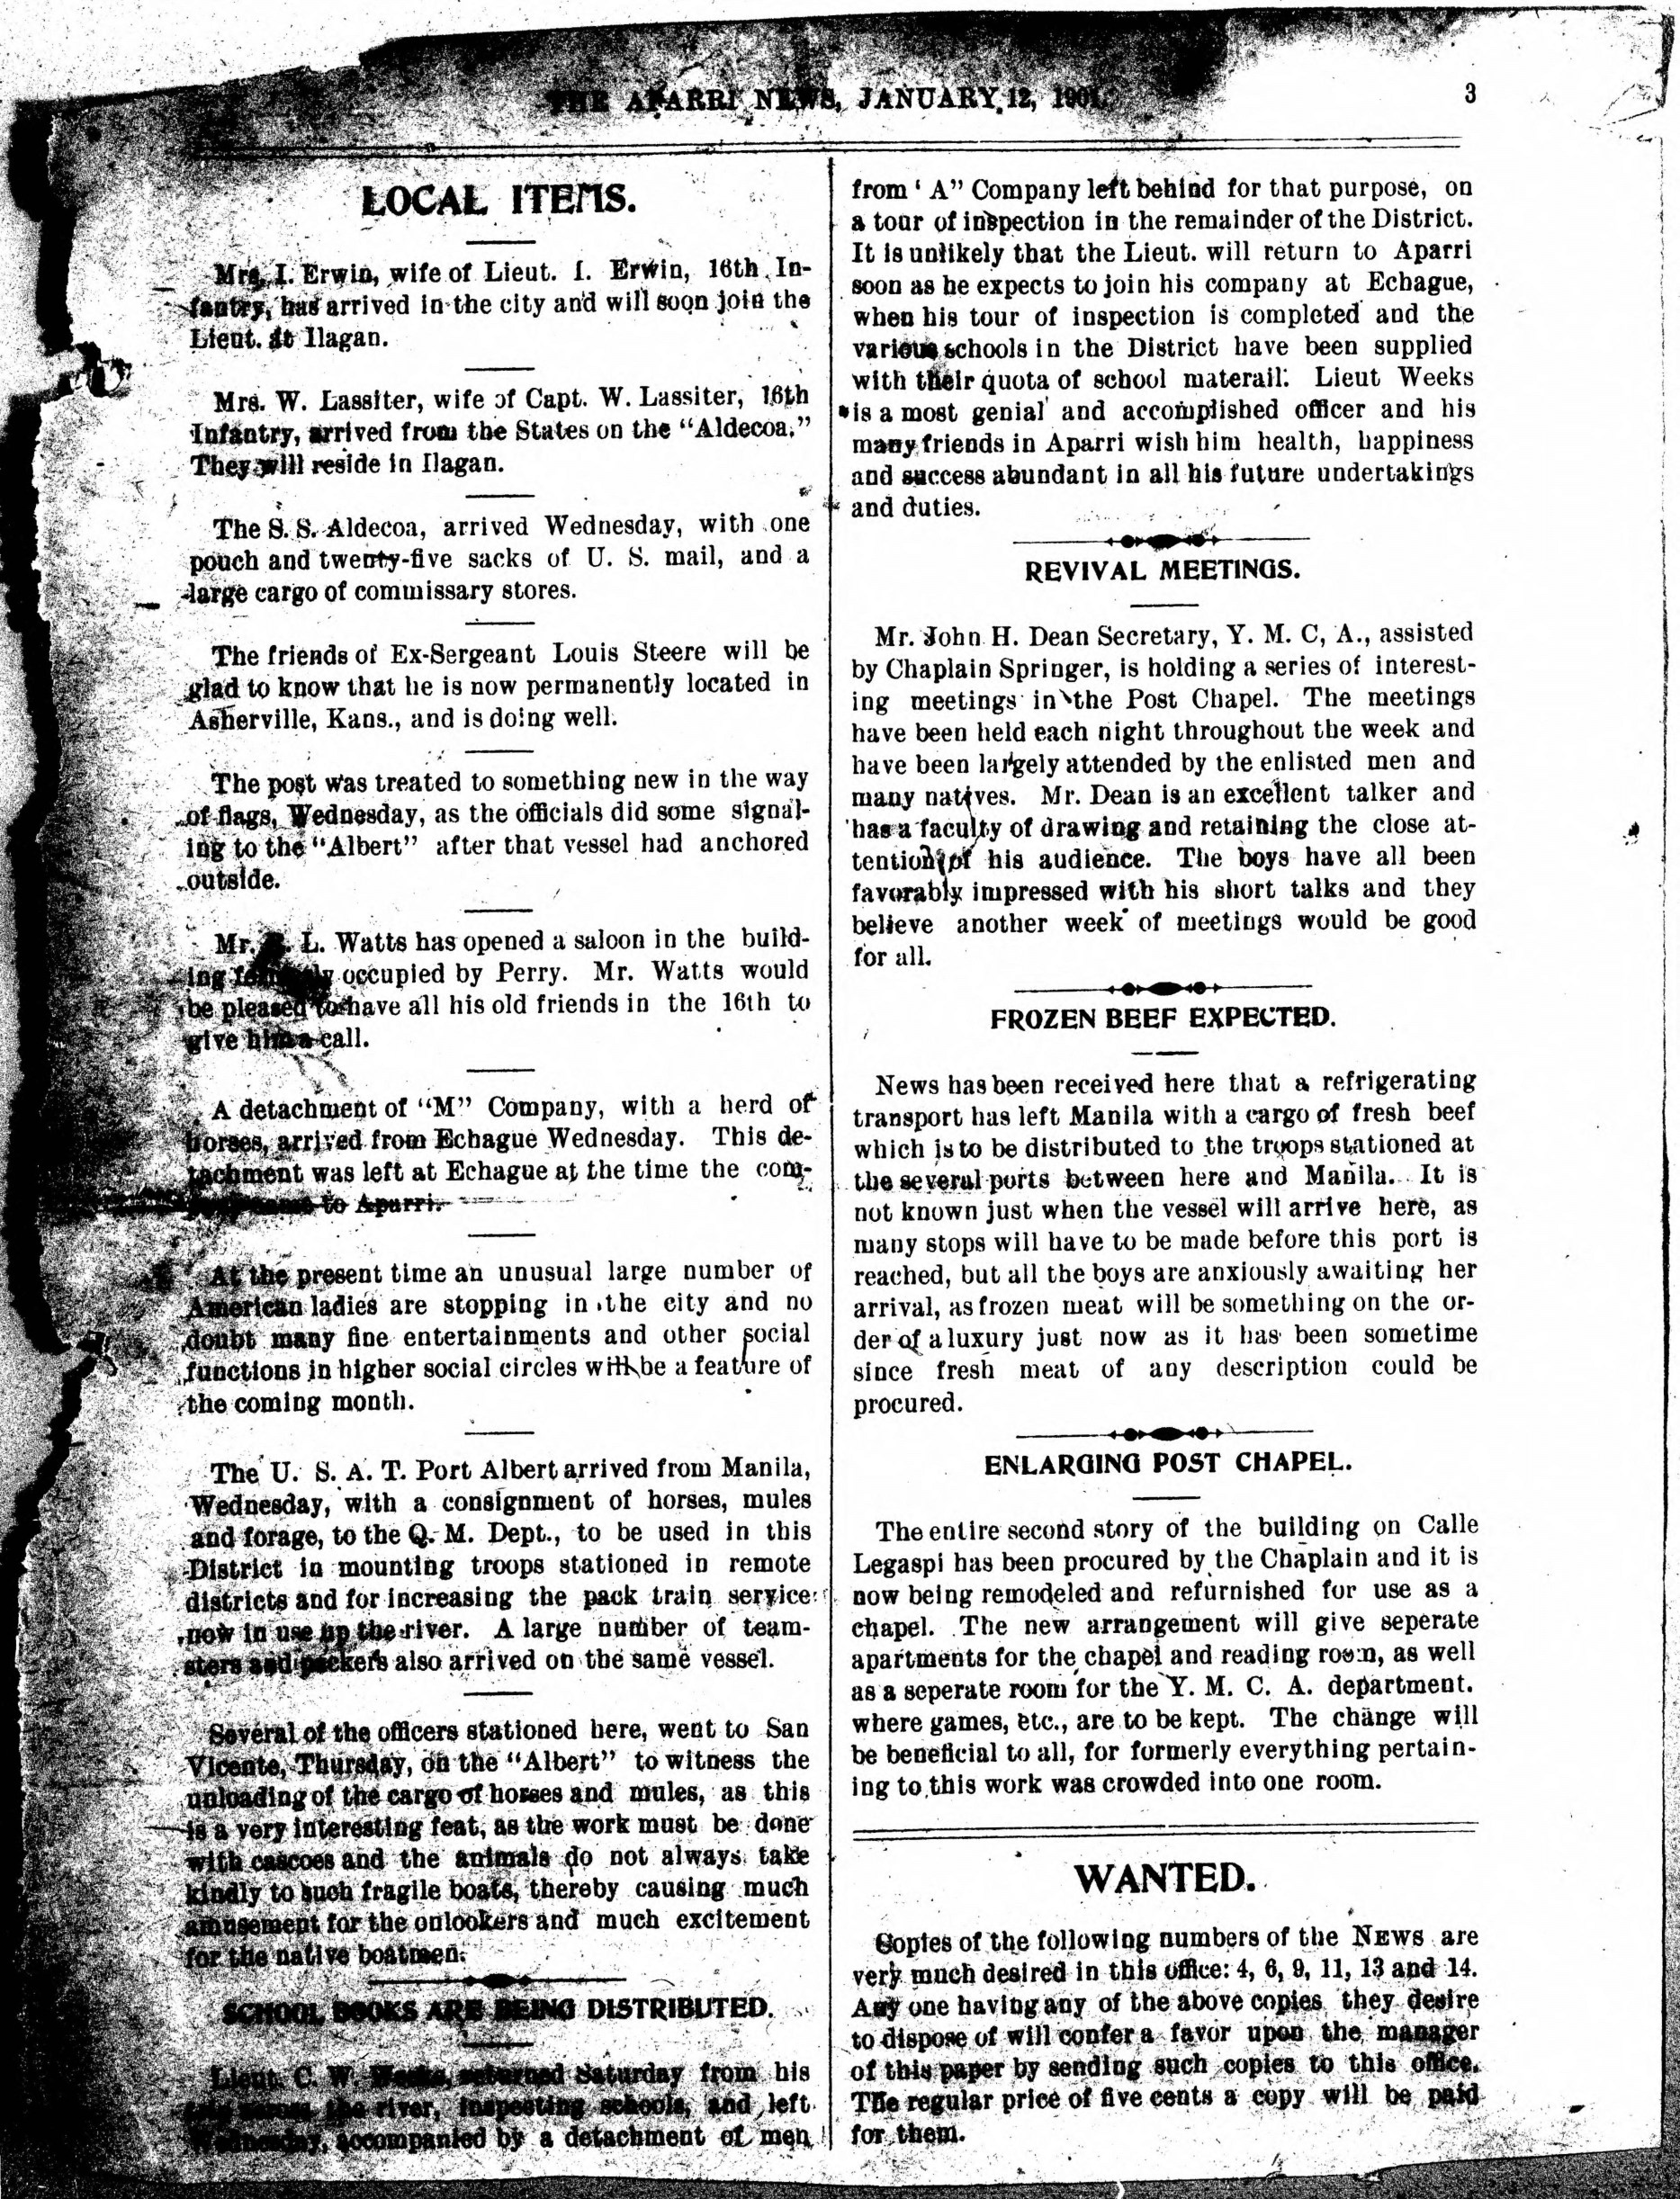 THE APARRI NEWS, JANUARY, 12, 1901.
3
LOCAL ITEMS.
Mrs. I. Erwin, wife of Lieut. I. Erwin, 16th In-
fantry, has arrived in the city and will soon join the
Lieut. at Ilagan.
Mrs. W. Lassiter, wife of Capt. W. Lassiter, 16th
Infantry, arrived from the States on the "Aldecoa."
They will reside in Ilagan.
The S. S. Aldecoa, arrived Wednesday, with one
pouch and twenty-five sacks of U. S. mail, and a
large cargo of commissary stores.
The friends of Ex-Sergeant Louis Steere will be
glad to know that he is now permanently located in
Asherville, Kans., and is doing well.
The post was treated to something new in the way
of flags, Wednesday, as the officials did some signal-
ing to the "Albert" after that vessel had anchored
outside.
Mr. L. Watts has opened a saloon in the build-
ing occupied by Perry. Mr. Watts would
be pleased to have all his old friends in the 16th to
give him a call.
A detachment of "M" Company, with a herd of
horses, arrived from Echague Wednesday. This de-
tachment was left at Echague at the time the com-
came to Aparri.
At the present time an unusual large number of
American ladies are stopping in the city and no
doubt many fine entertainments and other social
functions in higher social circles will be a feature of
the coming month.
The U. S. A. T. Port Albert arrived from Manila,
Wednesday, with a consignment of horses, mules
and forage, to the Q. M. Dept., to be used in this
District in mounting troops stationed in remote
districts and for increasing the pack train service
now in use up the river. A large number of team-
sters and packers also arrived on the same vessel.
Several of the officers stationed here, went to San
Vicente, Thursday, on the "Albert" to witness the
unloading of the cargo of horses and mules, as this
is a very interesting feat, as the work must be done
with cascoes and the animals do not always take
kindly to such fragile boats, thereby causing much
amusement for the onlookers and much excitement
for the native boatmen.
SCHOOL BOOKS ARE BEING DISTRIBUTED.
Lieut. C. W. Weeks, returned Saturday from his
the river, inspecting schools, and left
Wednesday, accompanied by a detachment of men
from 'A" Company left behind for that purpose, on
a tour of inspection in the remainder of the District.
It is unlikely that the Lieut. will return to Aparri
soon as he expects to join his company at Echague,
when his tour of inspection is completed and the
various schools in the District have been supplied
with their quota of school materail. Lieut Weeks
is a most genial and accomplished officer and his
many friends in Aparri wish him health, happiness
and success abundant in all his future undertakings
and duties.
REVIVAL MEETINGS.
Mr. John H. Dean Secretary, Y. M. C, A., assisted
by Chaplain Springer, is holding a series of interest-
ing meetings in the Post Chapel. The meetings
have been held each night throughout the week and
have been largely attended by the enlisted men and
many natives. Mr. Dean is an excellent talker and
has a faculty of drawing and retaining the close at-
tention of his audience. The boys have all been
favorably impressed with his short talks and they
believe another week of meetings would be good
for all.
FROZEN BEEF EXPECTED.
News has been received here that a refrigerating
transport has left Manila with a cargo of fresh beef
which is to be distributed to the troops stationed at
the several ports between here and Manila. It is
not known just when the vessel will arrive here, as
many stops will have to be made before this port is
reached, but all the boys are anxiously awaiting her
arrival, as frozen meat will be something on the or-
der of a luxury just now as it has been sometime
since fresh meat of any description could be
procured.
ENLARGING POST CHAPEL.
The entire second story of the building on Calle
Legaspi has been procured by the Chaplain and it is
now being remodeled and refurnished for use as a
chapel. The new arrangement will give seperate
apartments for the chapel and reading room, as well
as a seperate room for the Y. M. C. A. department.
where games, etc., are to be kept. The change will
be beneficial to all, for formerly everything pertain-
ing to this work was crowded into one room.
WANTED.
Copies of the following numbers of the NEWS are
very much desired in this office: 4, 6, 9, 11, 13 and 14.
Any one having any of the above copies they desire
to dispose of will confer a favor upon the manager
of this paper by sending such copies to this office.
The regular price of five cents a copy will be paid
for them.